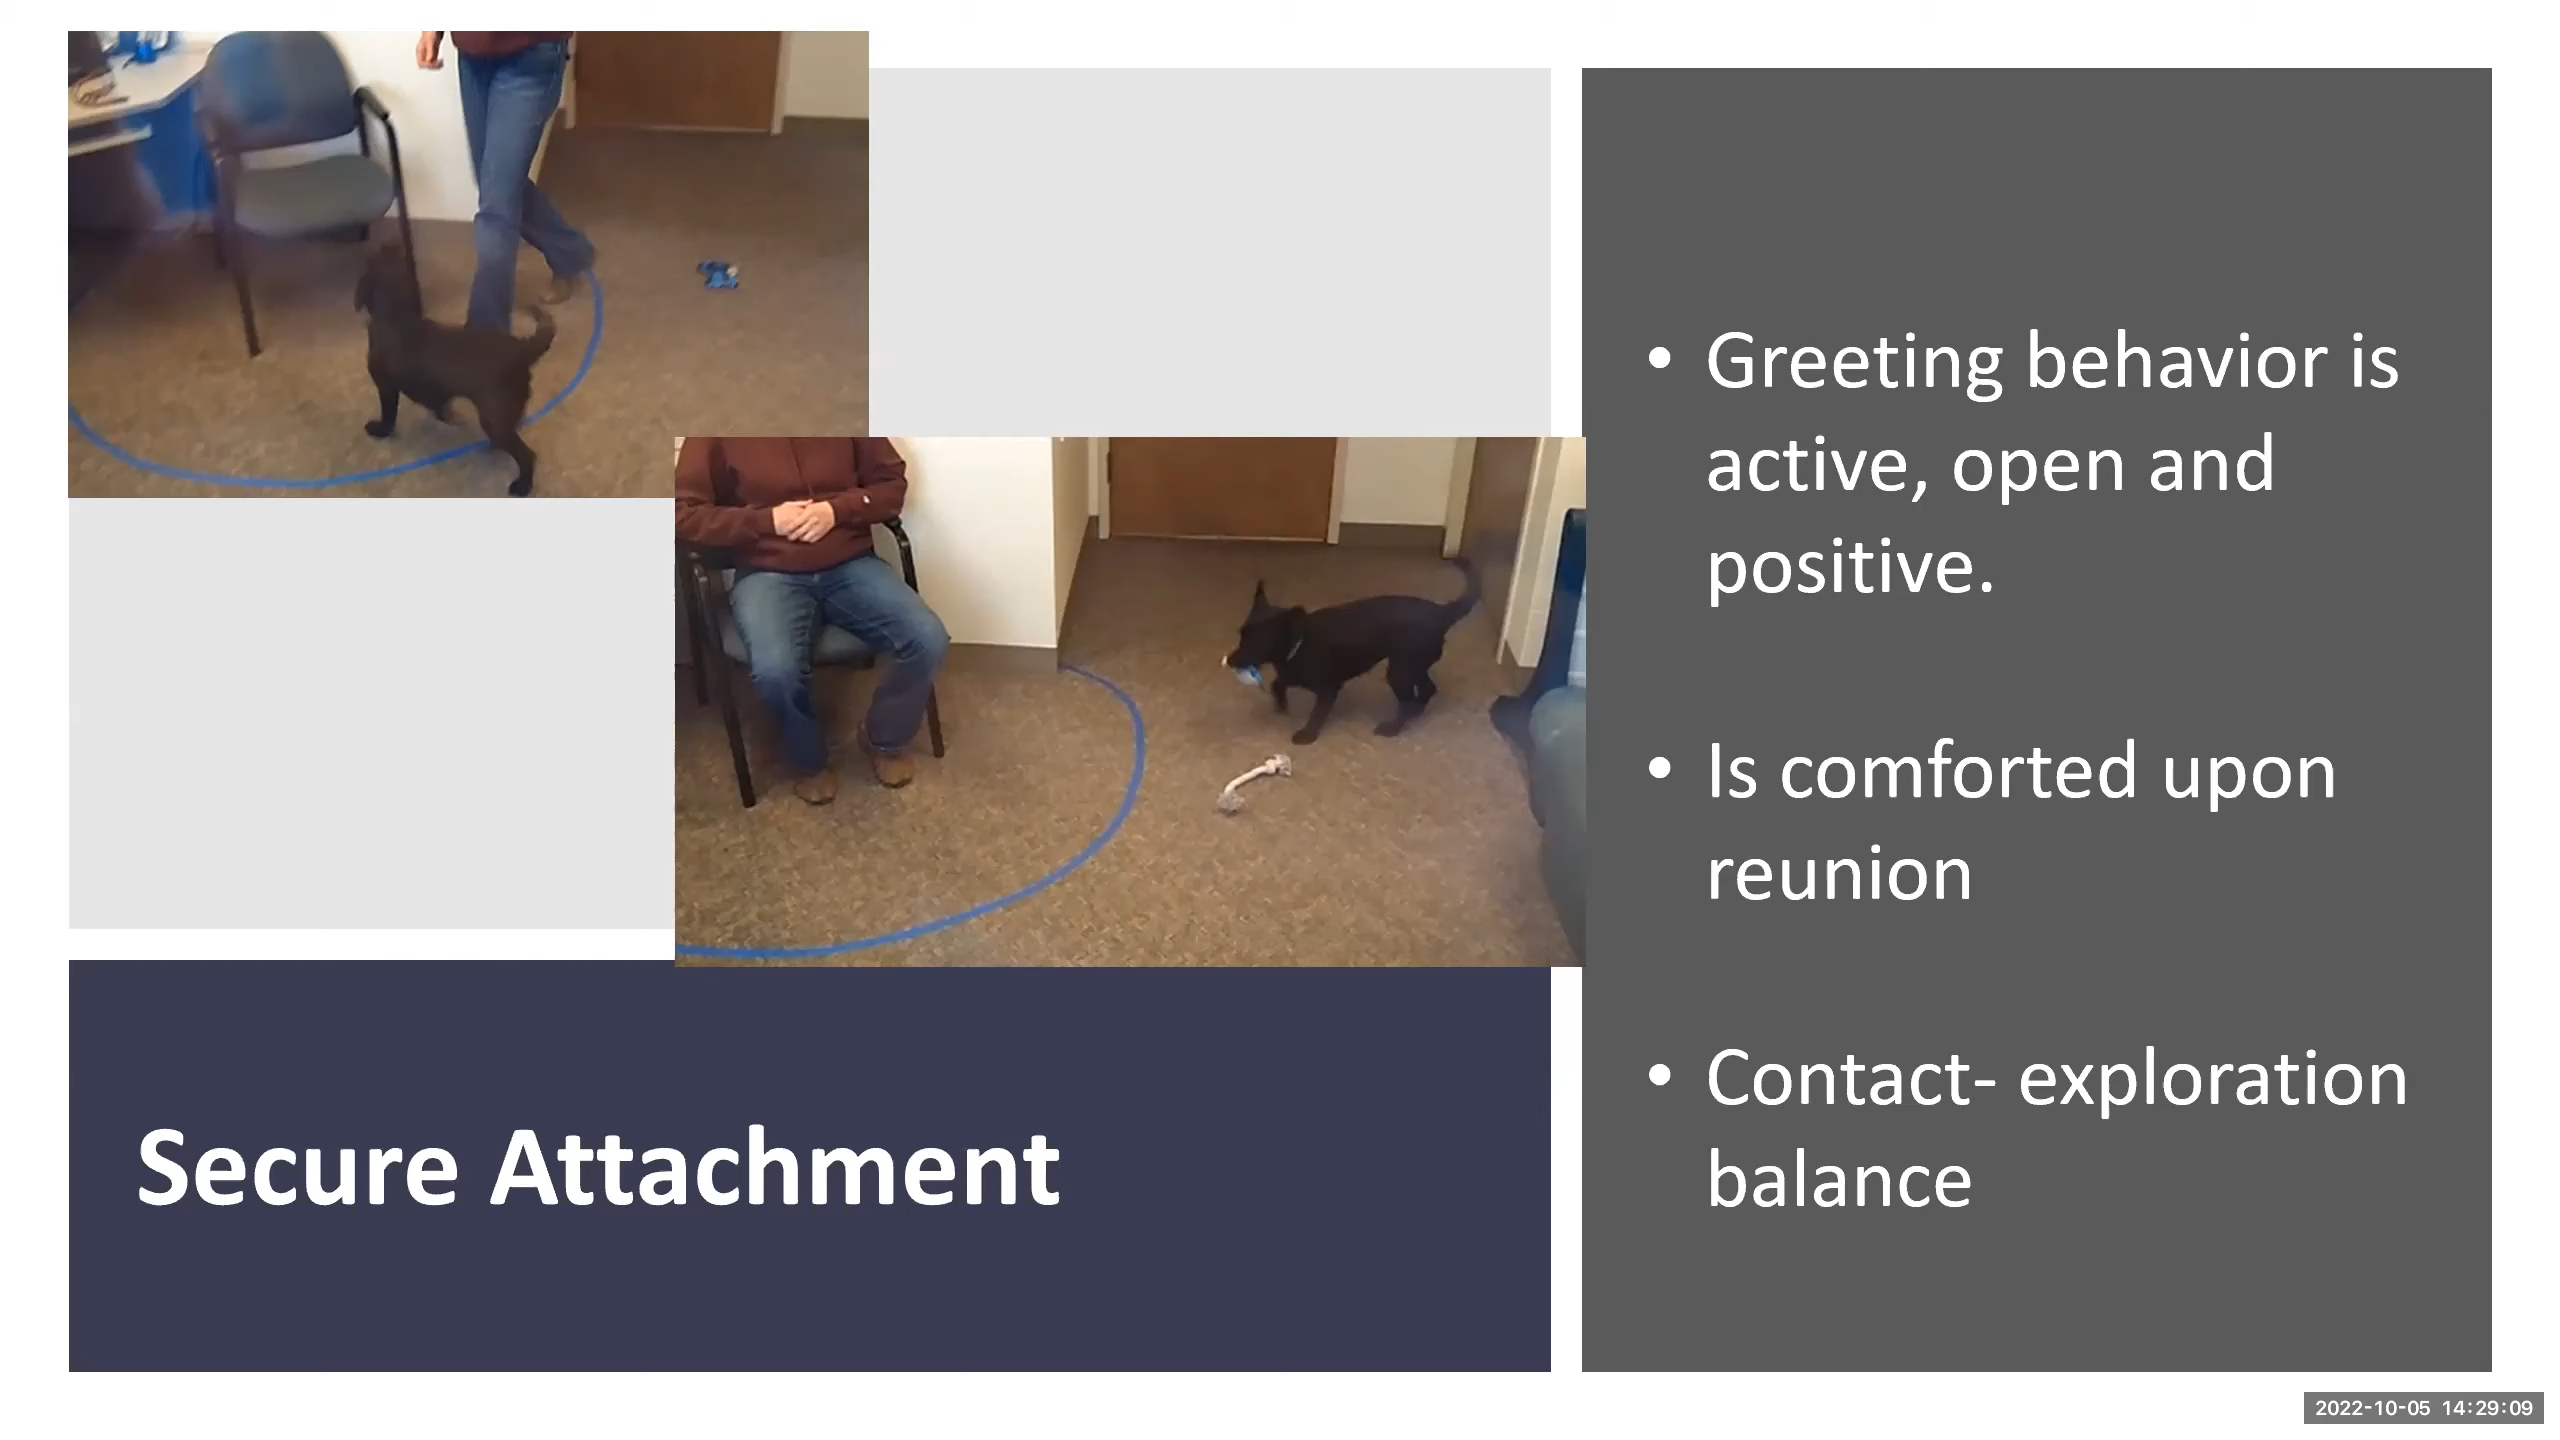 Secure Attachment
• Greeting behavior is
active, open and
positive.
• Is comforted upon
reunion
• Contact- exploration
balance
2022-10-05 14:29:09